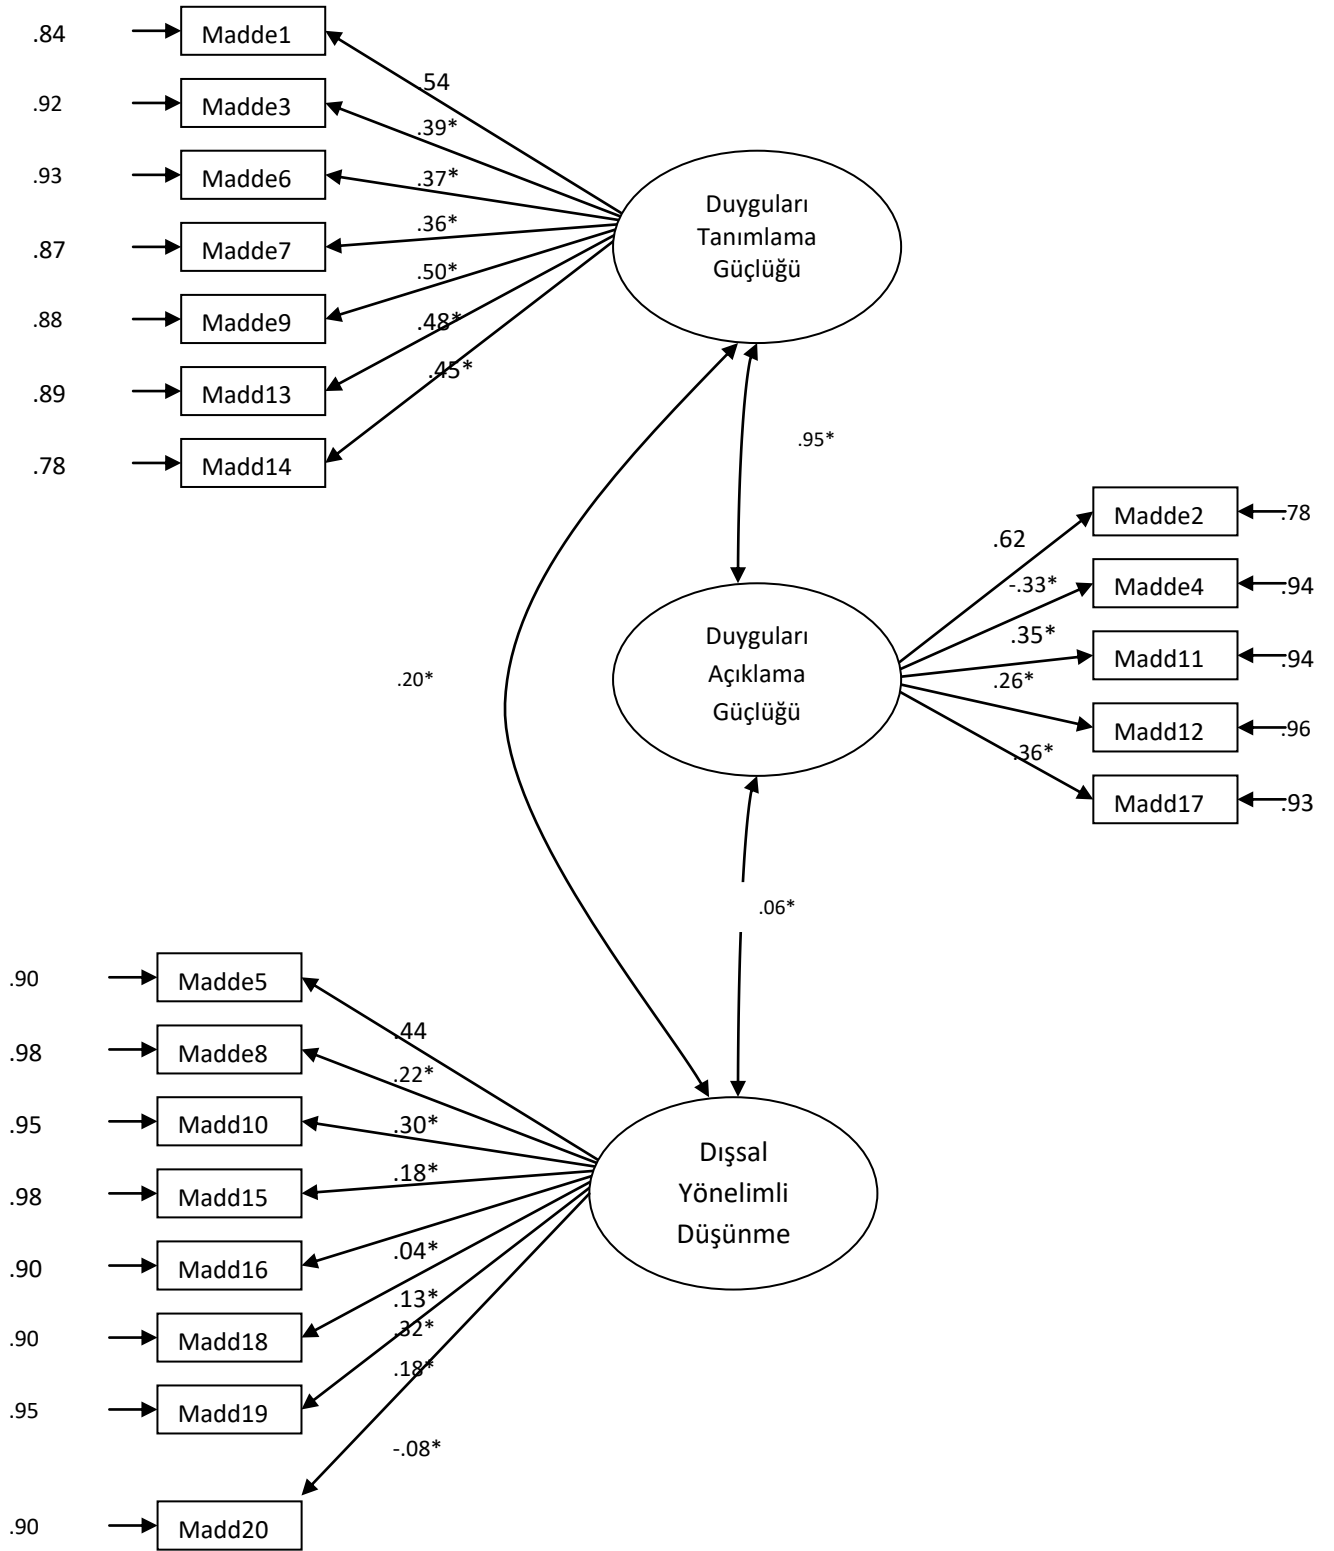 .84
Madde1
.54
.92
Madde3
.39*
.93
Madde6
.37*
.87
Madde7
.36*
.88
Madde9
.50*
.89
Madd13
.48*
.78
Madd14
.45*
Duyguları
Tanımlama
Güçlüğü
.95*
.20*
Duyguları
Açıklama
Güçlüğü
.62
Madde2
.78
-.33*
Madde4
.94
.35*
Madd11
.94
.26*
Madd12
.96
.36*
Madd17
.93
.06*
.90
Madde5
.44
.98
Madde8
.22*
.95
Madd10
.30*
.98
Madd15
.18*
.90
Madd16
.04*
.90
Madd18
.13*
.32*
.95
Madd19
.18*
-.08*
.90
Madd20
Dışsal
Yönelimli
Düşünme